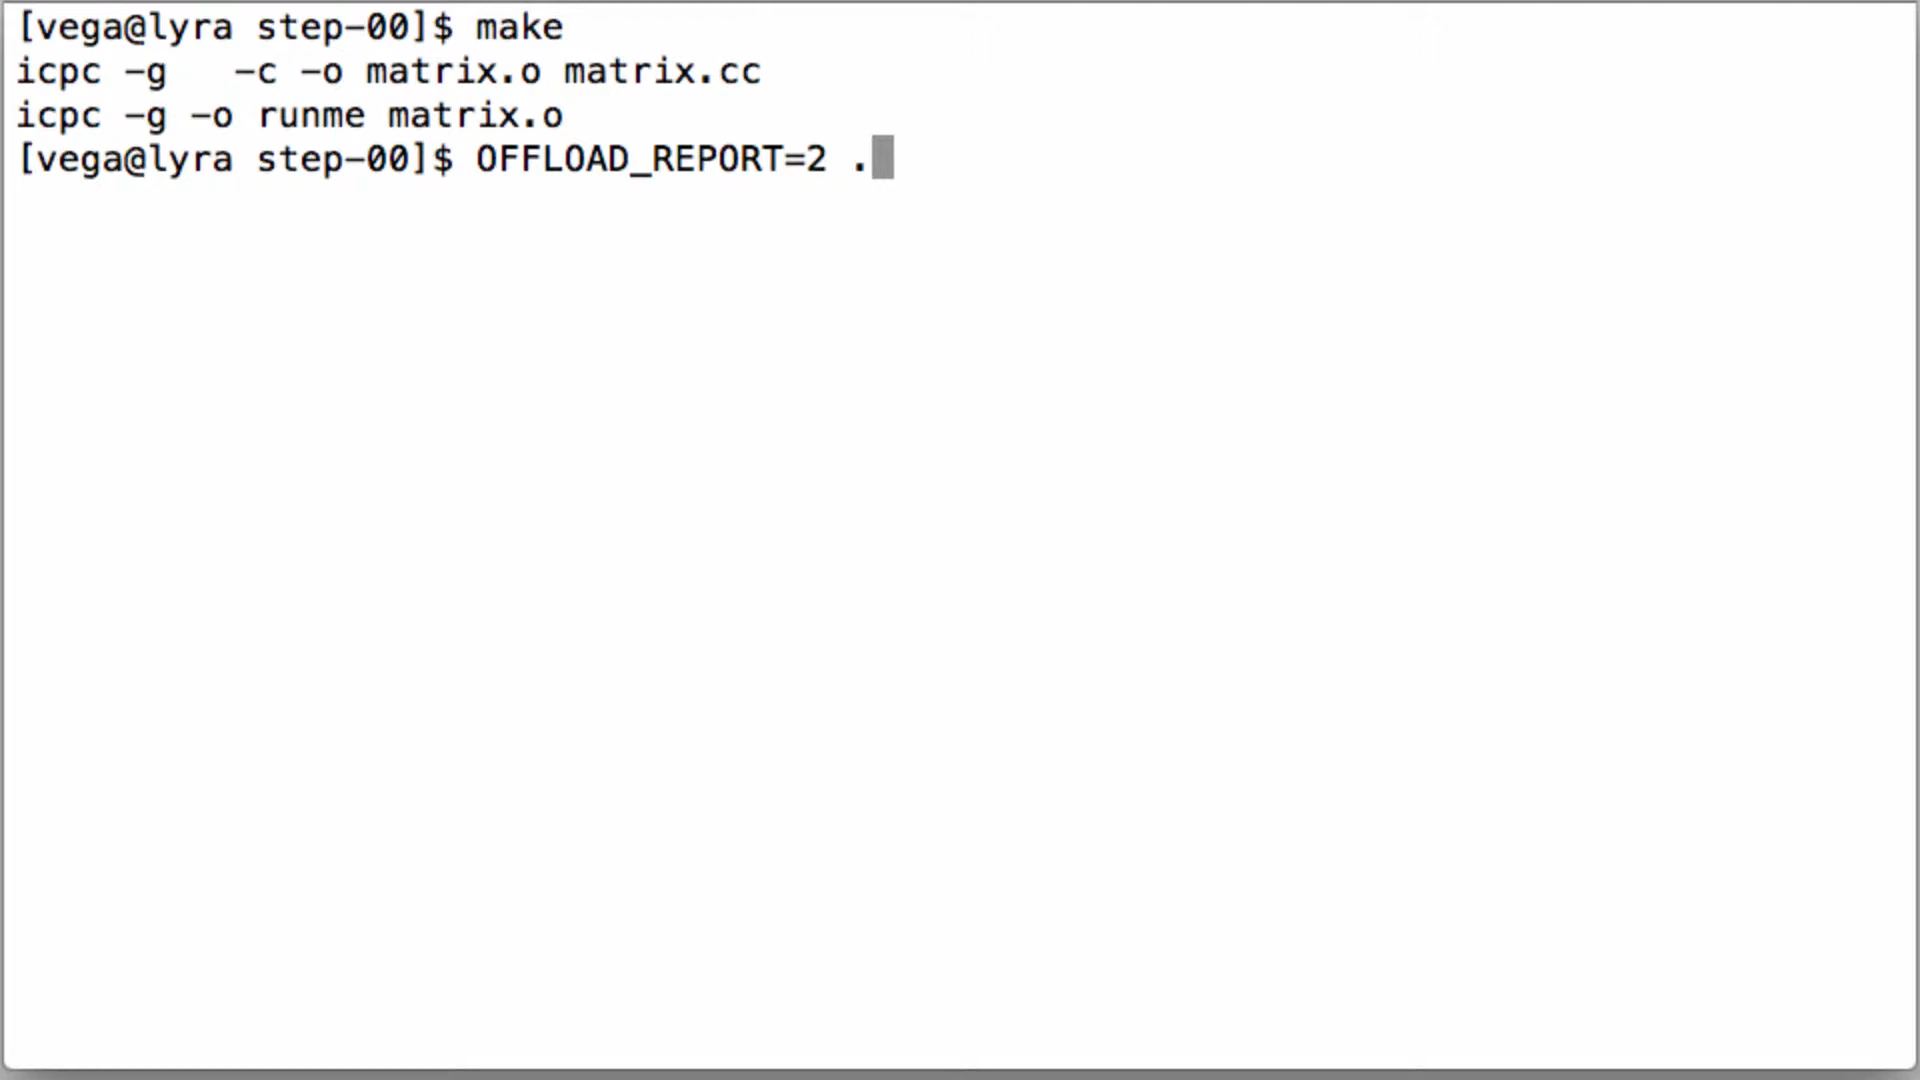 [vega@lyra step-00]$ make
icpc -g   -c -o matrix.o matrix.cc
icpc -g -o runme matrix.o
[vega@lyra step-00]$ OFFLOAD_REPORT=2 .